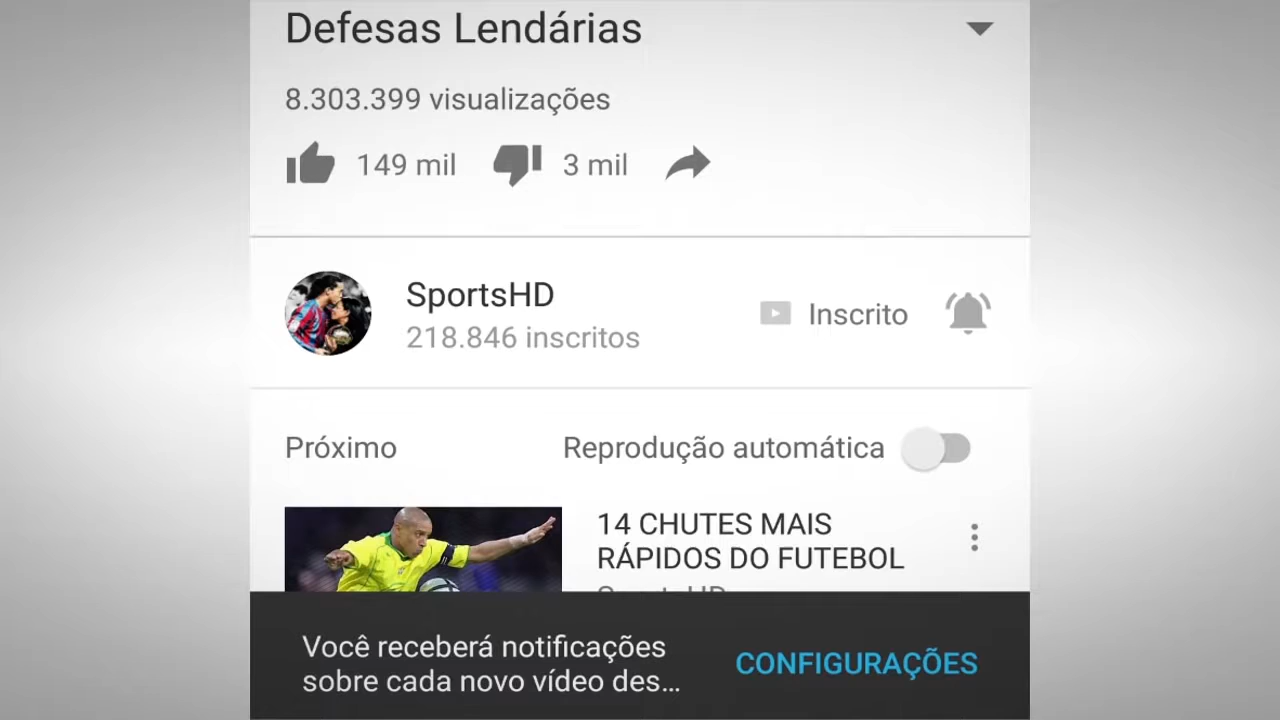 Defesas Lendárias
8.303.399 visualizações
149 mil 3 mil
SportsHD
218.846 inscritos
Inscrito
Próximo
Reprodução automática
14 CHUTES MAIS
RÁPIDOS DO FUTEBOL
SportsHD
Você receberá notificações
sobre cada novo vídeo des...
CONFIGURAÇÕES